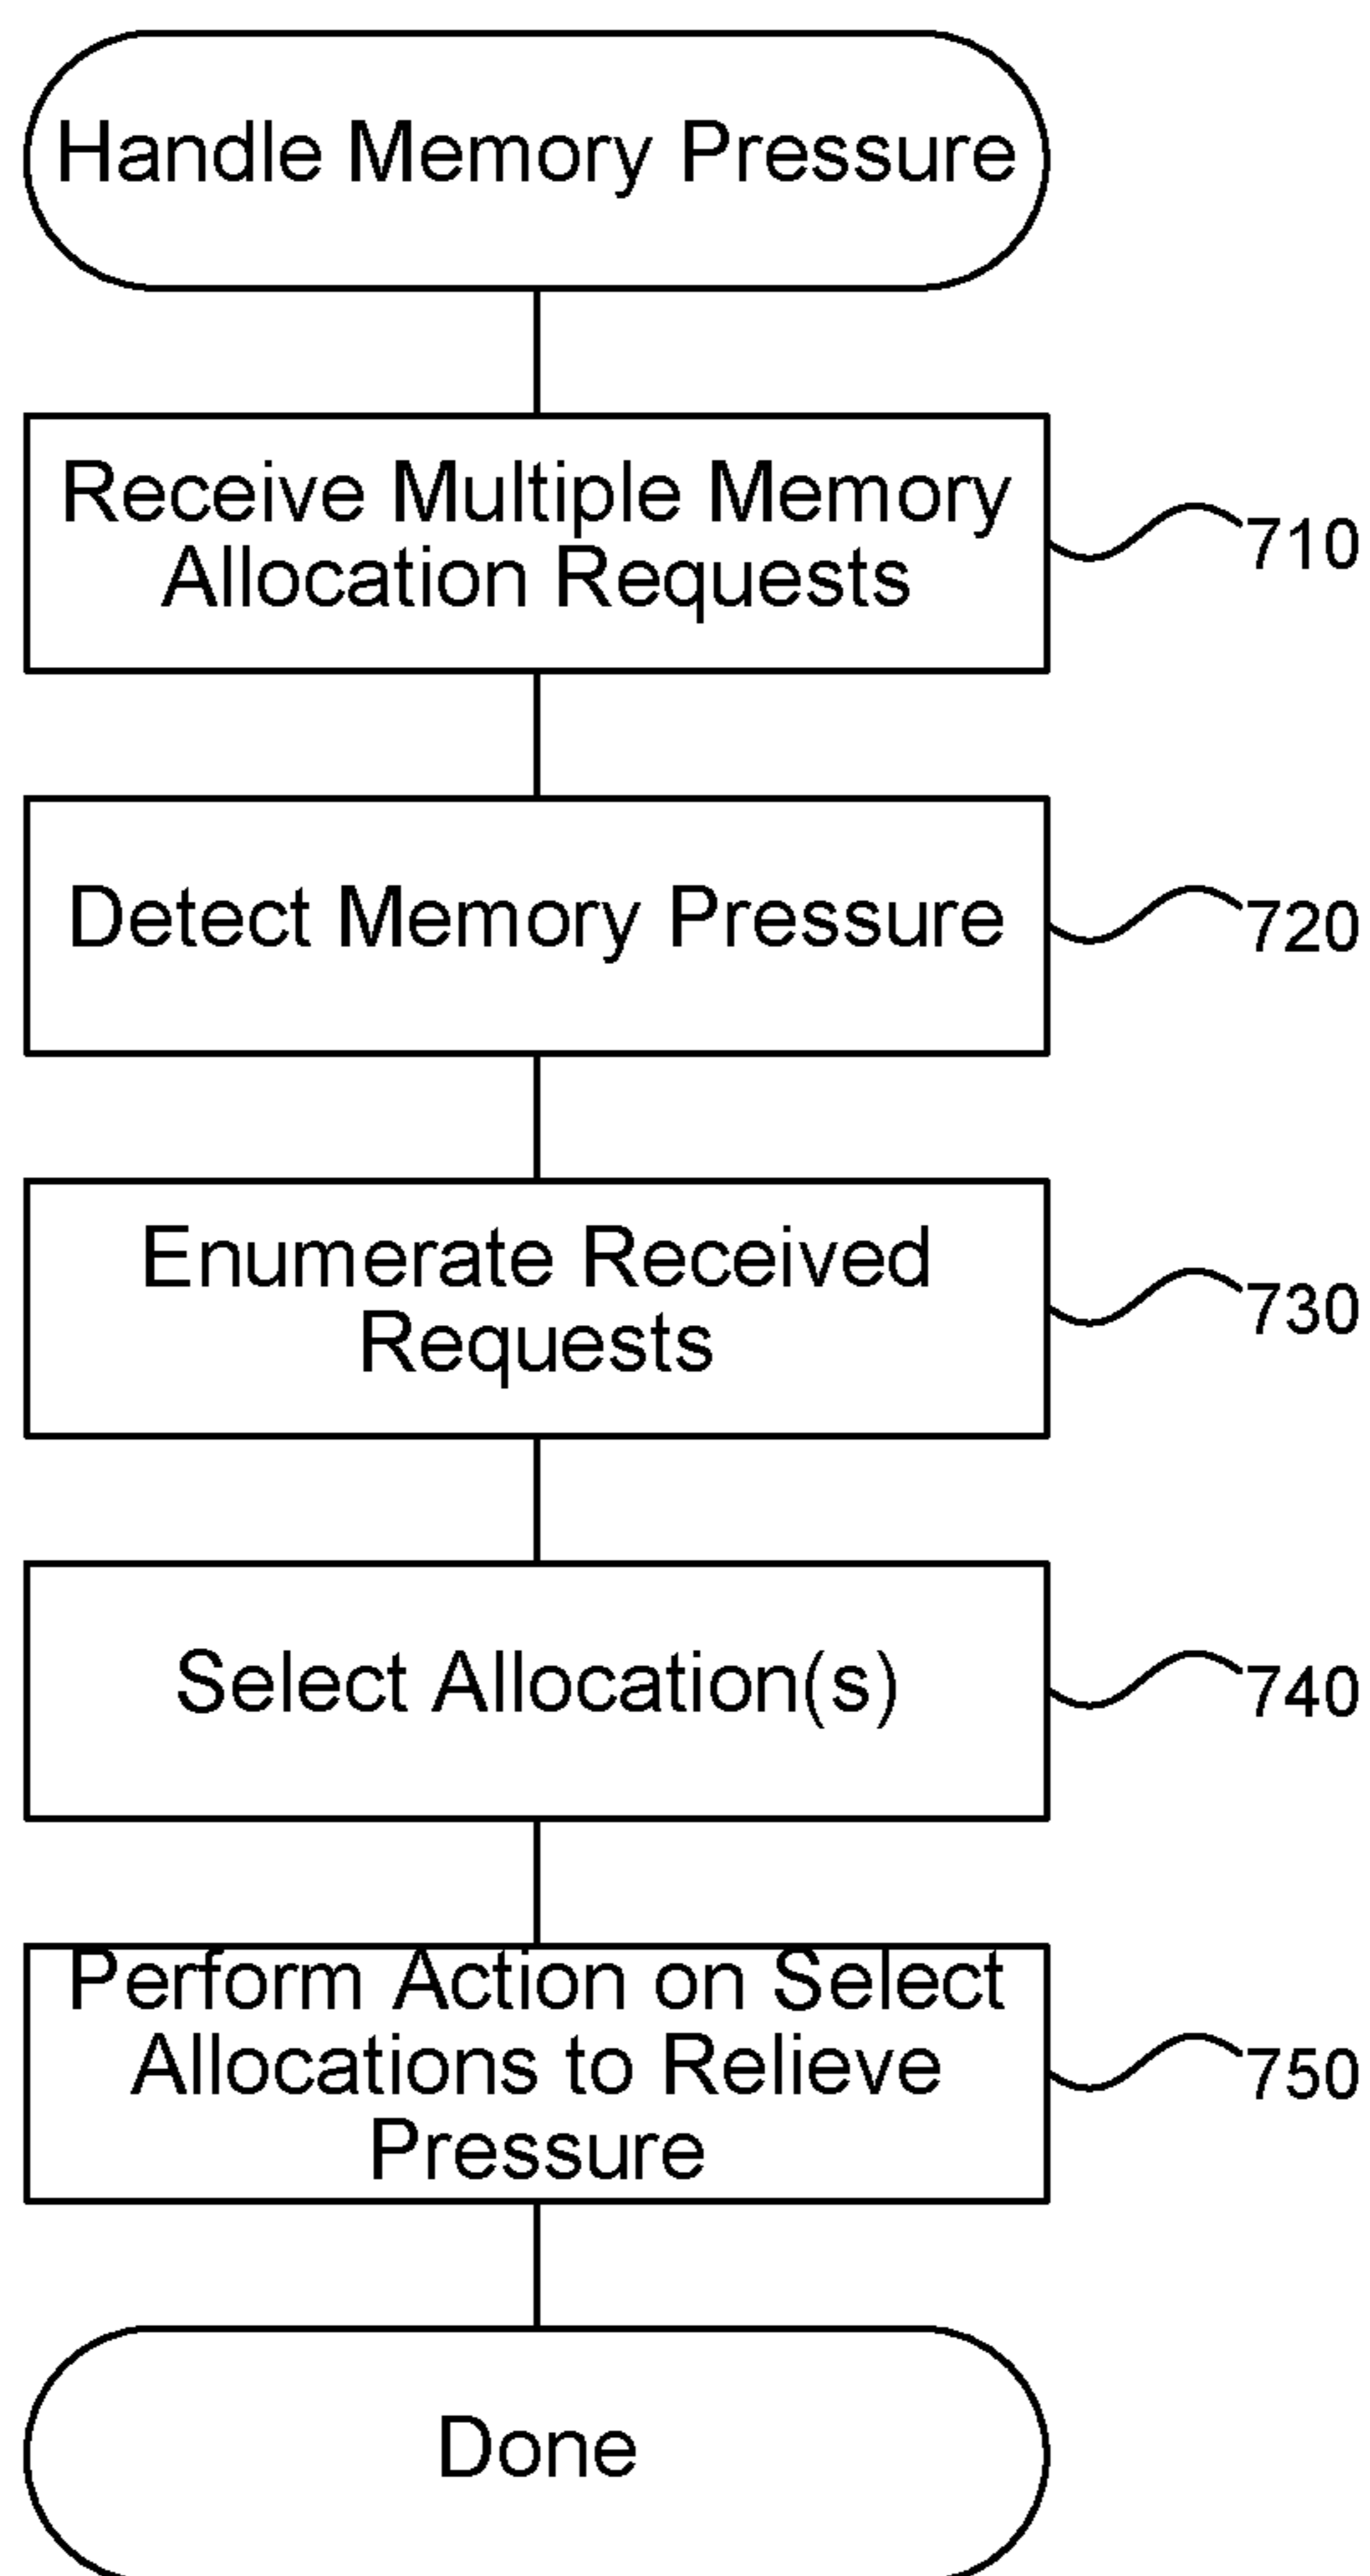 Handle Memory Pressure
Receive Multiple Memory
Allocation Requests
710
Detect Memory Pressure
720
Enumerate Received
Requests
730
Select Allocation(s)
740
Perform Action on Select
Allocations to Relieve
Pressure
750
Done